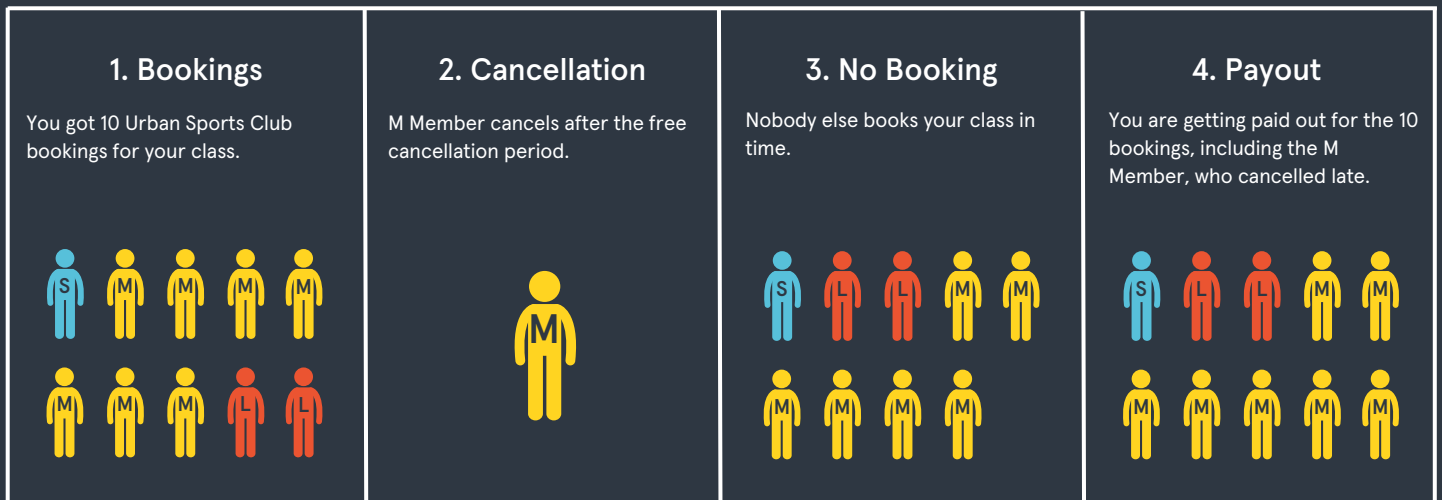 1. Bookings
You got 10 Urban Sports Club
bookings for your class.
S M M M M
M M M L L
2. Cancellation
M Member cancels after the free
cancellation period.
M
3. No Booking
Nobody else books your class in
time.
S L L M M
M M M M
4. Payout
You are getting paid out for the 10
bookings, including the M
Member, who cancelled late.
S L L M M
M M M M M